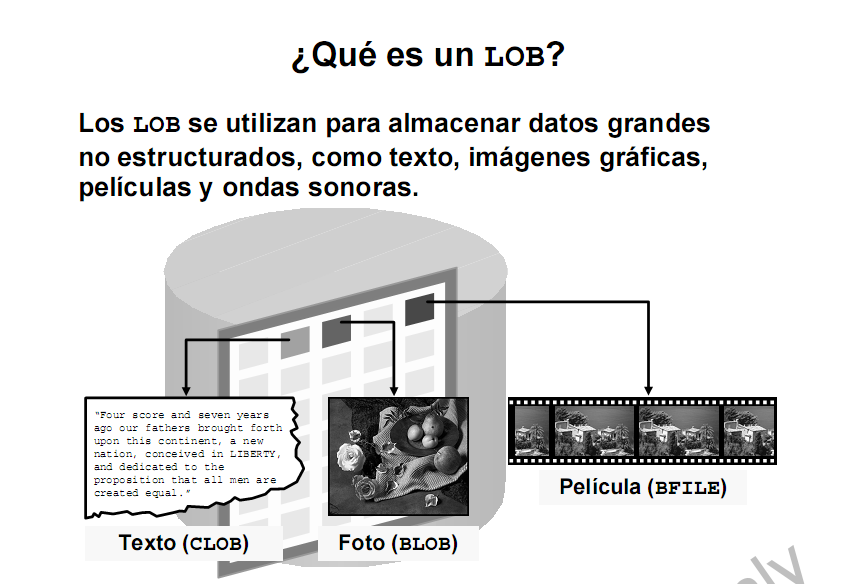 ¿Qué es un LOB?
Los LOB se utilizan para almacenar datos grandes
no estructurados, como texto, imágenes gráficas,
películas y ondas sonoras.
"Four score and seven years
ago our fathers brought forth
upon this continent, a new
nation, conceived in LIBERTY,
and dedicated to the
proposition that all men are
created equal."
Texto (CLOB)
Foto (BLOB)
Película (BFILE)